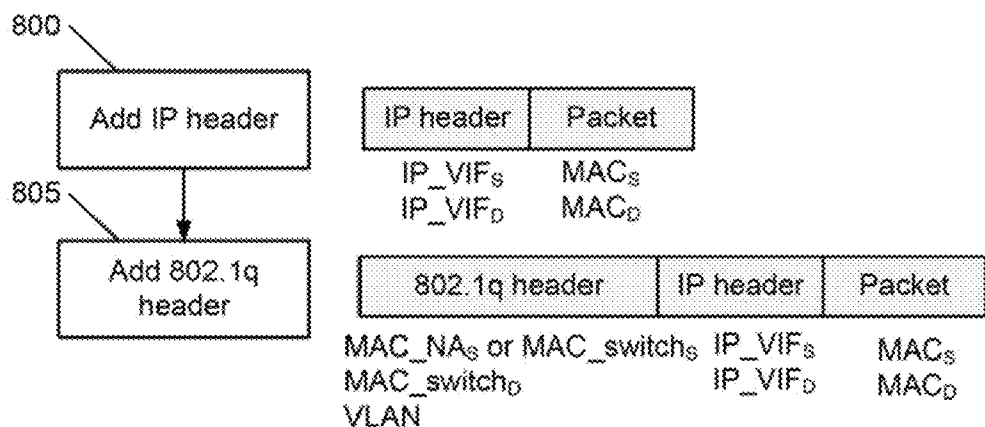 800
Add IP header
IP header Packet
IP_VIFS MACS
IP_VIFD MACD
805
Add 802.1q
header
802.1q header IP header Packet
MAC_NAS or MAC_switchS IP_VIFS MACS
MAC_switchD IP_VIFD MACD
VLAN